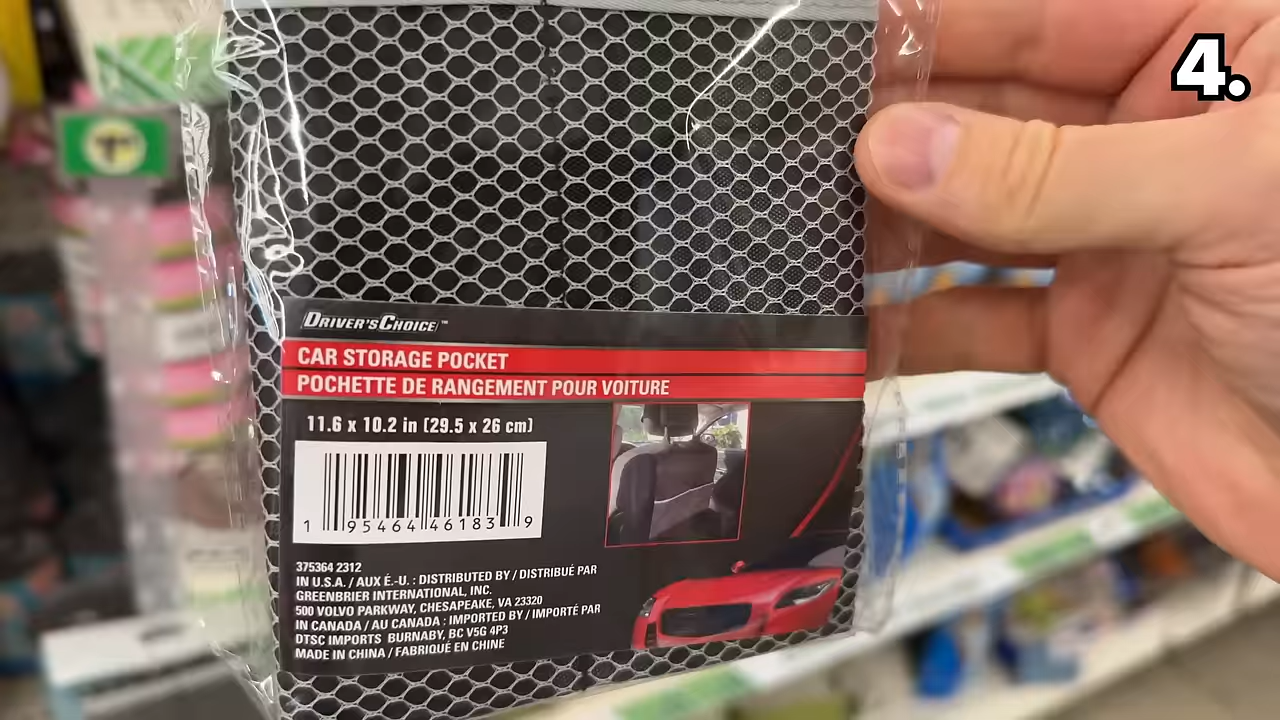 4.
DRIVER'S CHOICE™
CAR STORAGE POCKET
POCHETTE DE RANGEMENT POUR VOITURE
11.6 x 10.2 in (29.5 x 26 cm)
1 95464 46183 9
375364 2312
IN U.S.A. / AUX É.-U. : DISTRIBUTED BY / DISTRIBUÉ PAR
GREENBRIER INTERNATIONAL, INC.
500 VOLVO PARKWAY, CHESAPEAKE, VA 23320
IN CANADA / AU CANADA : IMPORTED BY / IMPORTÉ PAR
DTSC IMPORTS BURNABY, BC V5G 4P3
MADE IN CHINA / FABRIQUÉ EN CHINE